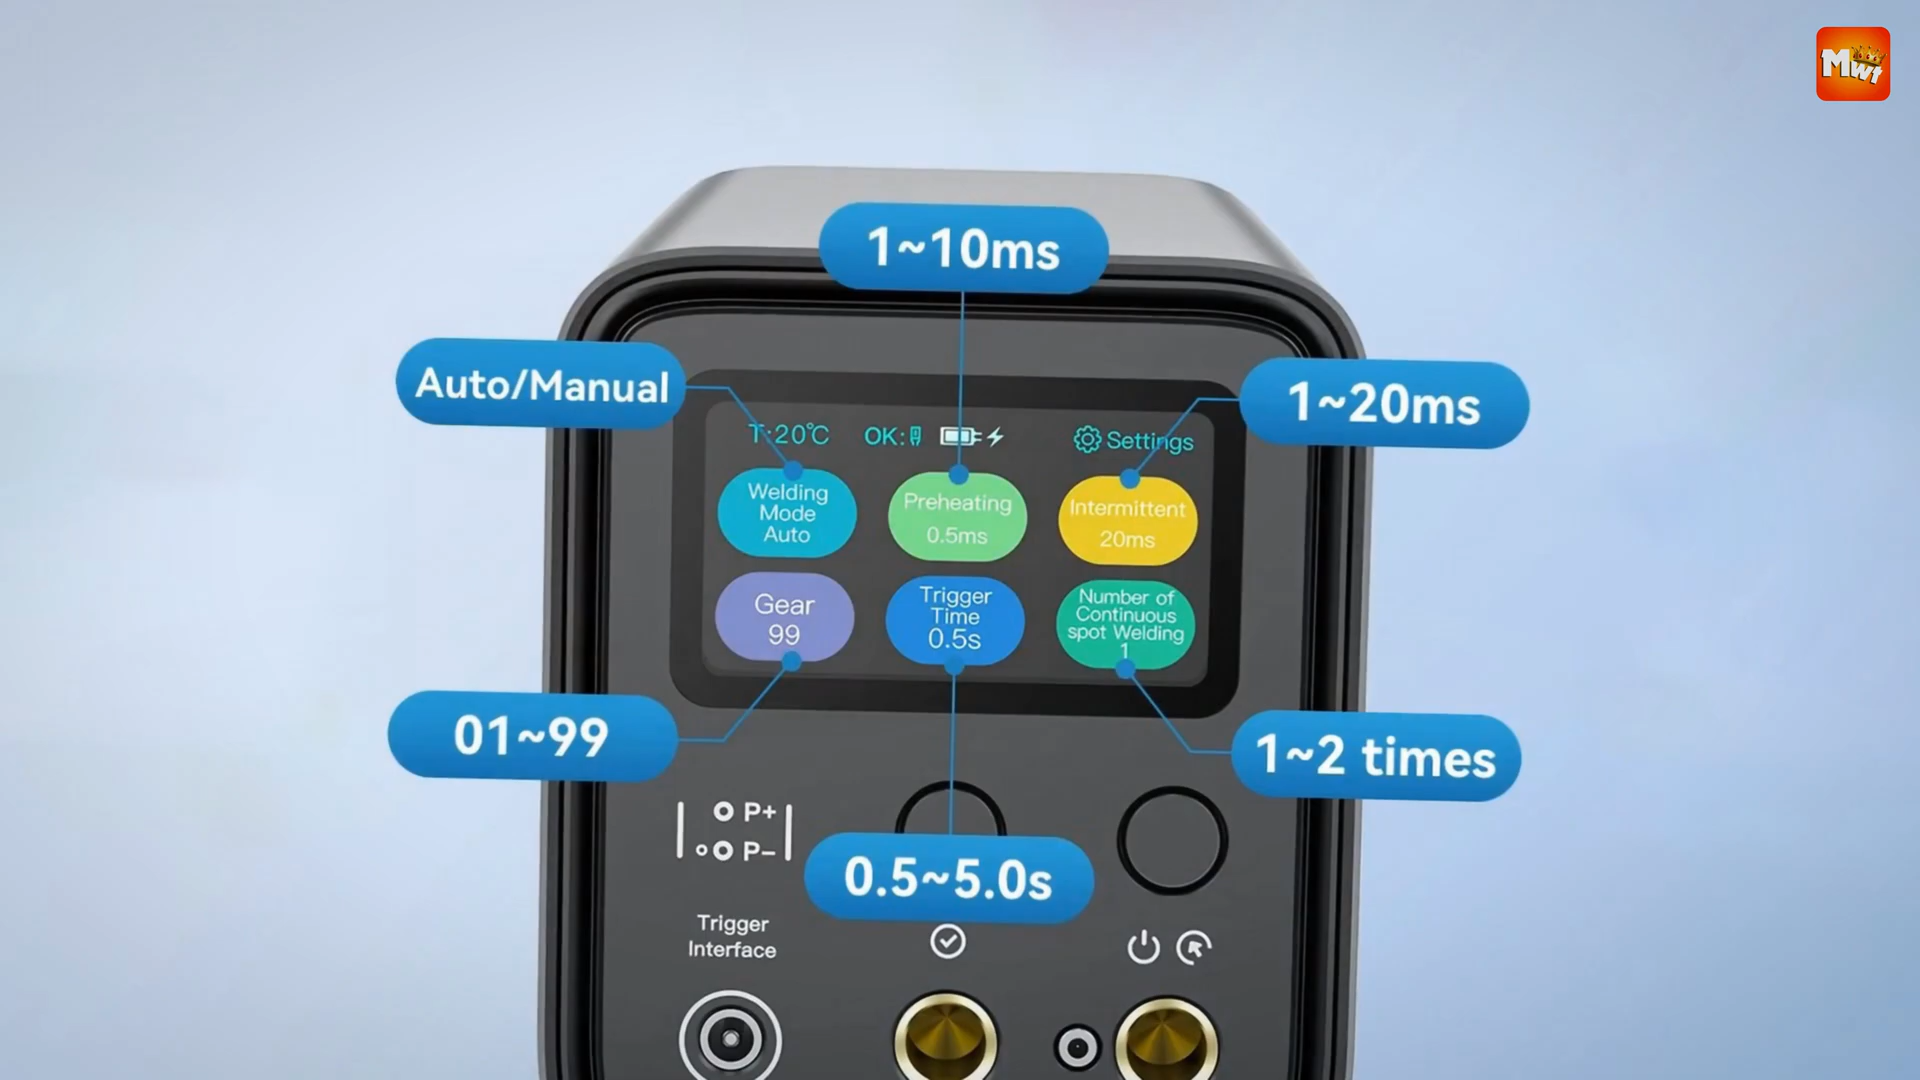 Mwt
1~10ms
Auto/Manual
1~20ms
T:20℃ OK: Settings
Welding
Mode
Auto
Preheating
0.5ms
Intermittent
20ms
Gear
99
Trigger
Time
0.5s
Number of
Continuous
spot Welding
1
01~99
1~2 times
P+
P-
0.5~5.0s
Trigger
Interface